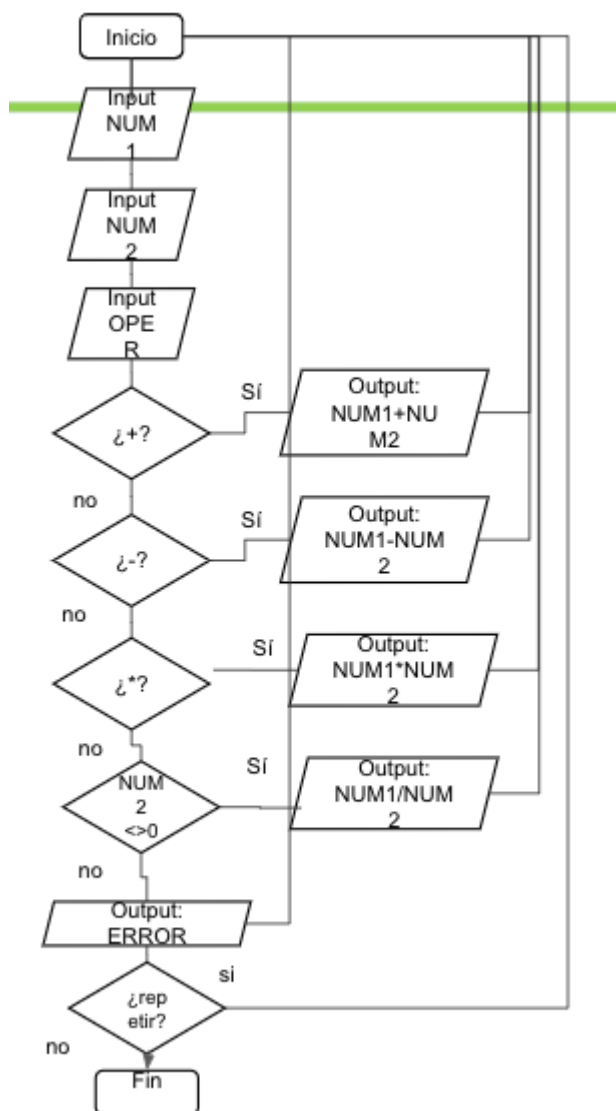 Inicio
Input
NUM
1
Input
NUM
2
Input
OPE
R
Sí
¿+?
Output:
NUM1+NU
M2
no
Sí
¿-?
Output:
NUM1-NUM
2
no
Sí
¿*?
Output:
NUM1*NUM
2
no
Sí
NUM
2
<>0
Output:
NUM1/NUM
2
no
Output:
ERROR
si
¿rep
etir?
no
Fin